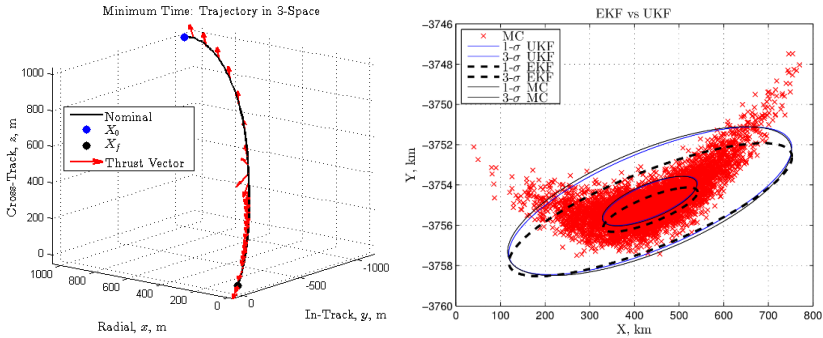 Minimum Time: Trajectory in 3-Space
1000
800
600
400
200
0
Cross-Track, z, m
Nominal
X₀
X_f
Thrust Vector
1000
800
600
400
200
0
Radial, x, m
0
-500
-1000
In-Track, y, m
EKF vs UKF
-3746
-3748
-3750
-3752
-3754
-3756
-3758
-3760
Y, km
MC
1-σ UKF
3-σ UKF
1-σ EKF
3-σ EKF
1-σ MC
3-σ MC
0
100
200
300
400
500
600
700
800
X, km